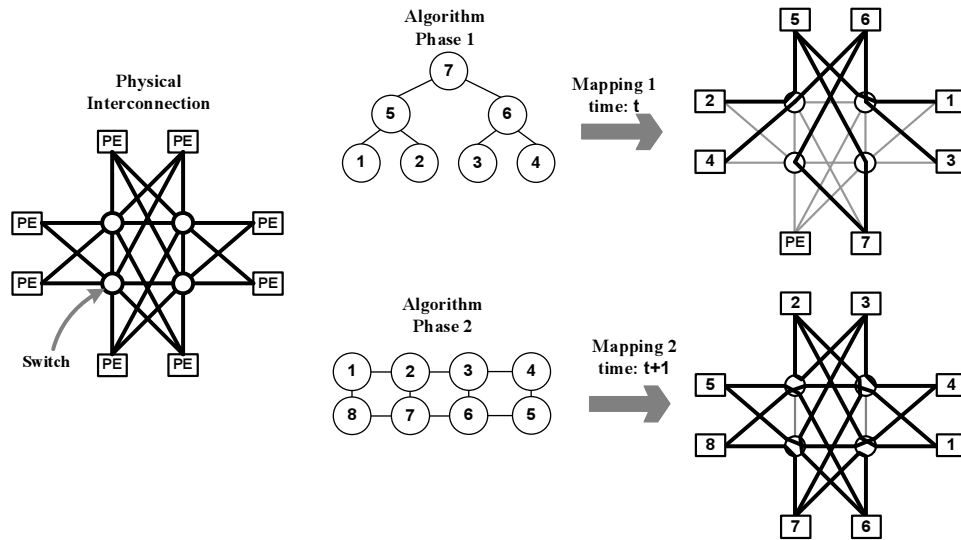 Physical
Interconnection
PE PE
PE PE
PE PE
PE PE
Switch
Algorithm
Phase 1
7
5 6
1 2 3 4
Mapping 1
time: t
5 6
2 1
4 3
PE 7
Algorithm
Phase 2
1 2 3 4
8 7 6 5
Mapping 2
time: t+1
2 3
5 4
8 1
7 6